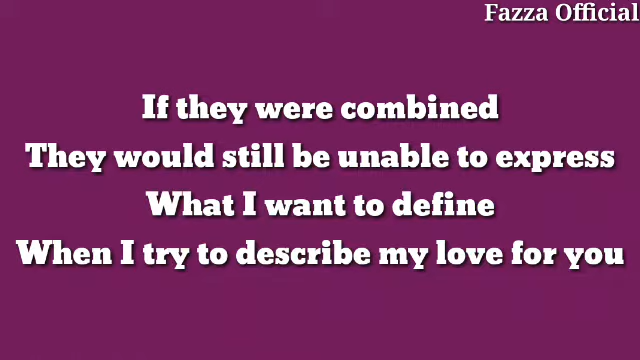 Fazza Official
If they were combined
They would still be unable to express
What I want to define
When I try to describe my love for you